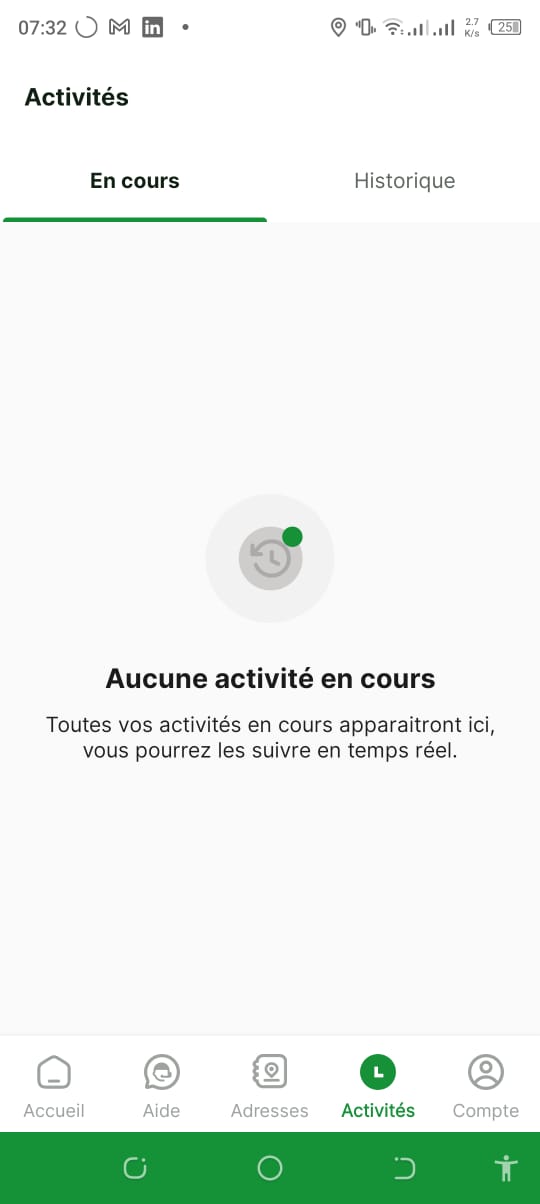 07:32
2.7
K/s
25
Activités
En cours
Historique
Aucune activité en cours
Toutes vos activités en cours apparaitront ici,
vous pourrez les suivre en temps réel.
Accueil
Aide
Adresses
Activités
Compte